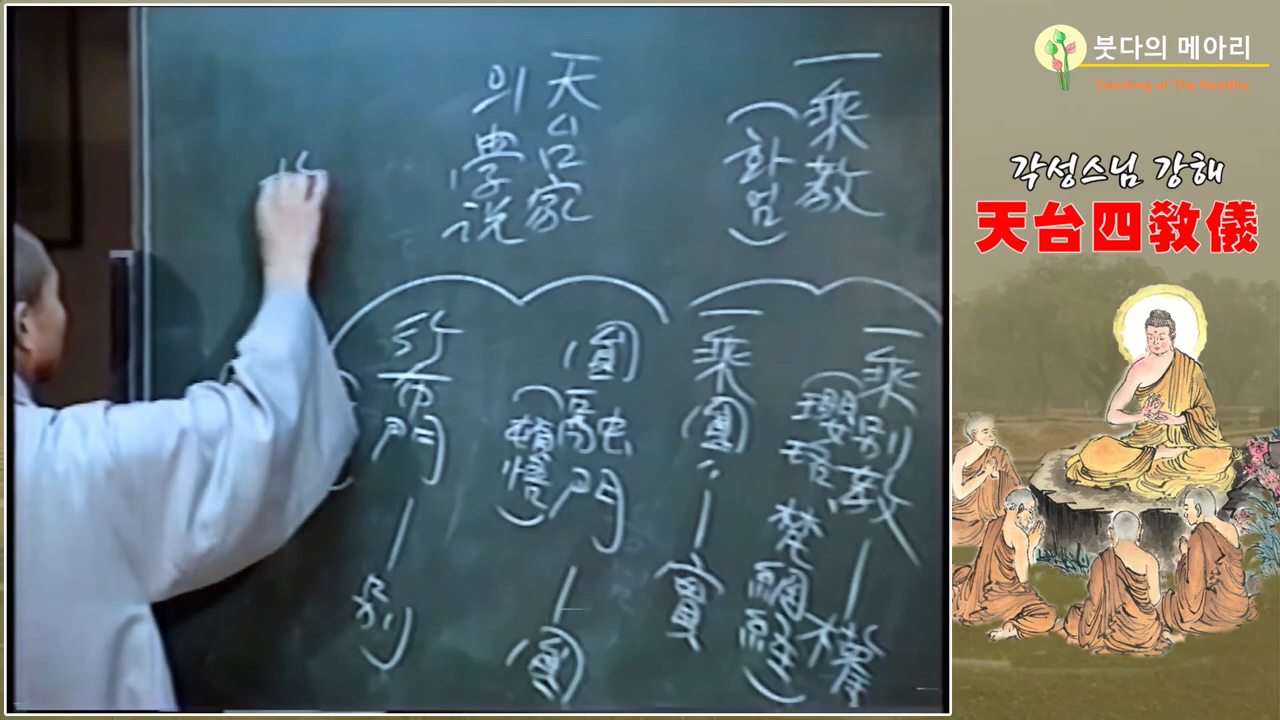 一乘教
(화엄)
一乘別教 — 權
(瓔珞
梵網經)
一乘圓 — 實
天台家
의 學說
圓融門 — 圓
(頓悟)
行布門 — 別
붓다의 메아리
Teaching of The Buddha
각성스님 강해
天台四敎儀